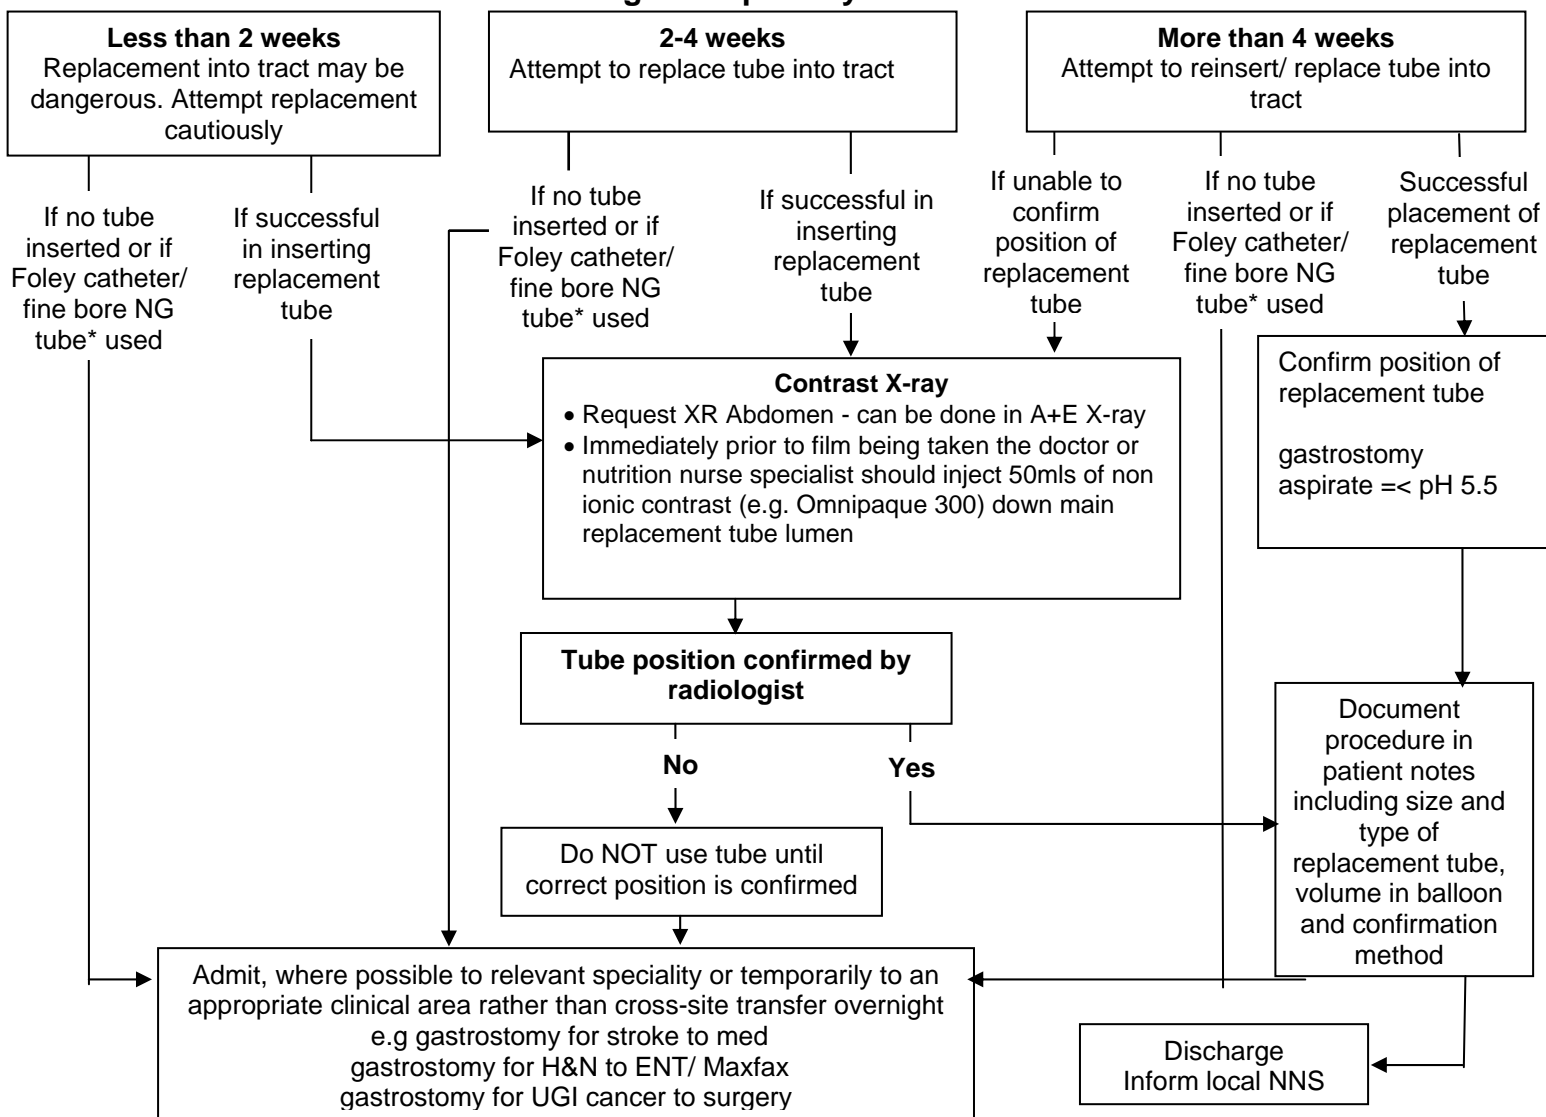 Less than 2 weeks
Replacement into tract may be
dangerous. Attempt replacement
cautiously
2-4 weeks
Attempt to replace tube into tract
More than 4 weeks
Attempt to reinsert/ replace tube into
tract
If no tube
inserted or if
Foley catheter/
fine bore NG
tube* used
If successful
in inserting
replacement
tube
If no tube
inserted or if
Foley catheter/
fine bore NG
tube* used
If successful in
inserting
replacement
tube
If unable to
confirm
position of
replacement
tube
If no tube
inserted or if
Foley catheter/
fine bore NG
tube* used
Successful
placement of
replacement
tube
Contrast X-ray
• Request XR Abdomen - can be done in A+E X-ray
• Immediately prior to film being taken the doctor or
nutrition nurse specialist should inject 50mls of non
ionic contrast (e.g. Omnipaque 300) down main
replacement tube lumen
Confirm position of
replacement tube
gastrostomy
aspirate =< pH 5.5
Tube position confirmed by
radiologist
No
Yes
Do NOT use tube until
correct position is confirmed
Document
procedure in
patient notes
including size and
type of
replacement tube,
volume in balloon
and confirmation
method
Admit, where possible to relevant speciality or temporarily to an
appropriate clinical area rather than cross-site transfer overnight
e.g gastrostomy for stroke to med
gastrostomy for H&N to ENT/ Maxfax
gastrostomy for UGI cancer to surgery
Discharge
Inform local NNS